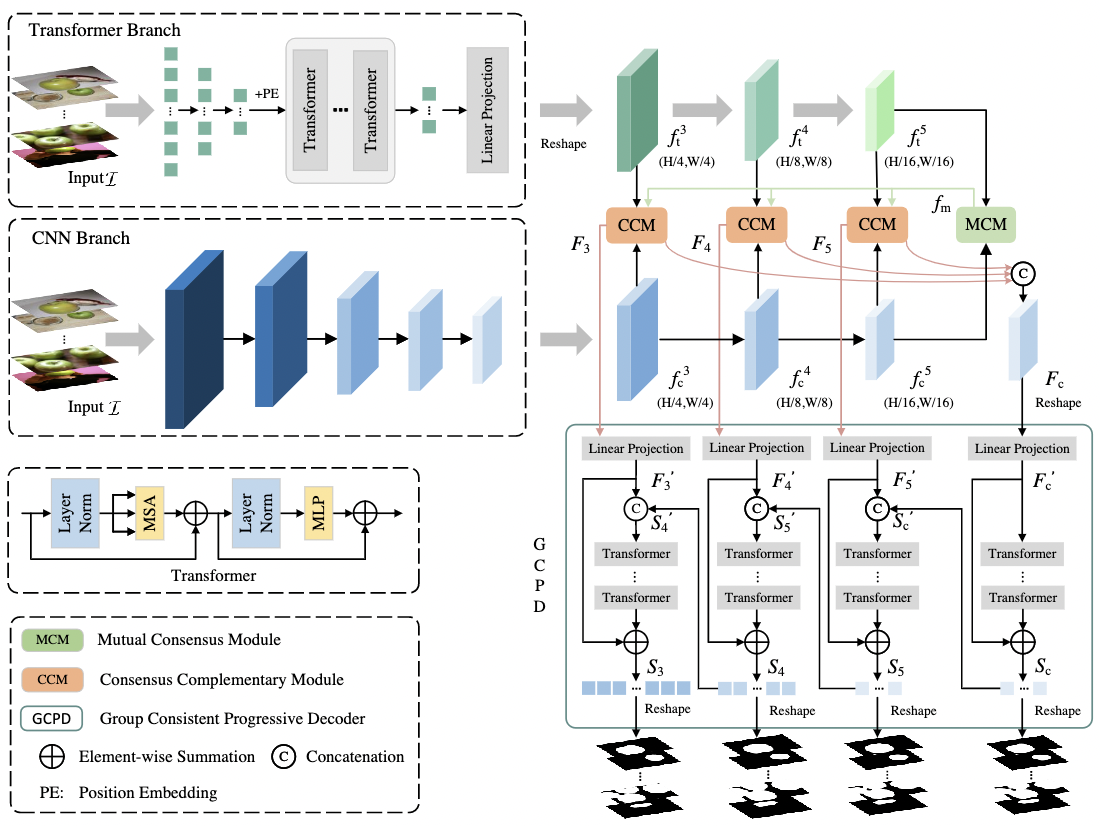 Transformer Branch
Input 𝓘
+PE
Transformer
...
Transformer
Linear Projection
Reshape
f_t^3
(H/4,W/4)
f_t^4
(H/8,W/8)
f_t^5
(H/16,W/16)
CNN Branch
Input 𝓘
CCM
CCM
CCM
MCM
f_m
F_3
F_4
F_5
C
f_c^3
(H/4,W/4)
f_c^4
(H/8,W/8)
f_c^5
(H/16,W/16)
F_c
Reshape
Layer Norm
MSA
Layer Norm
MLP
Transformer
GCPD
Linear Projection
Linear Projection
Linear Projection
Linear Projection
F_3'
F_4'
F_5'
F_c'
C
C
C
S_4'
S_5'
S_c'
Transformer
Transformer
Transformer
Transformer
Transformer
Transformer
Transformer
Transformer
S_3
S_4
S_5
S_c
Reshape
Reshape
Reshape
Reshape
MCM Mutual Consensus Module
CCM Consensus Complementary Module
GCPD Group Consistent Progressive Decoder
Element-wise Summation C Concatenation
PE: Position Embedding